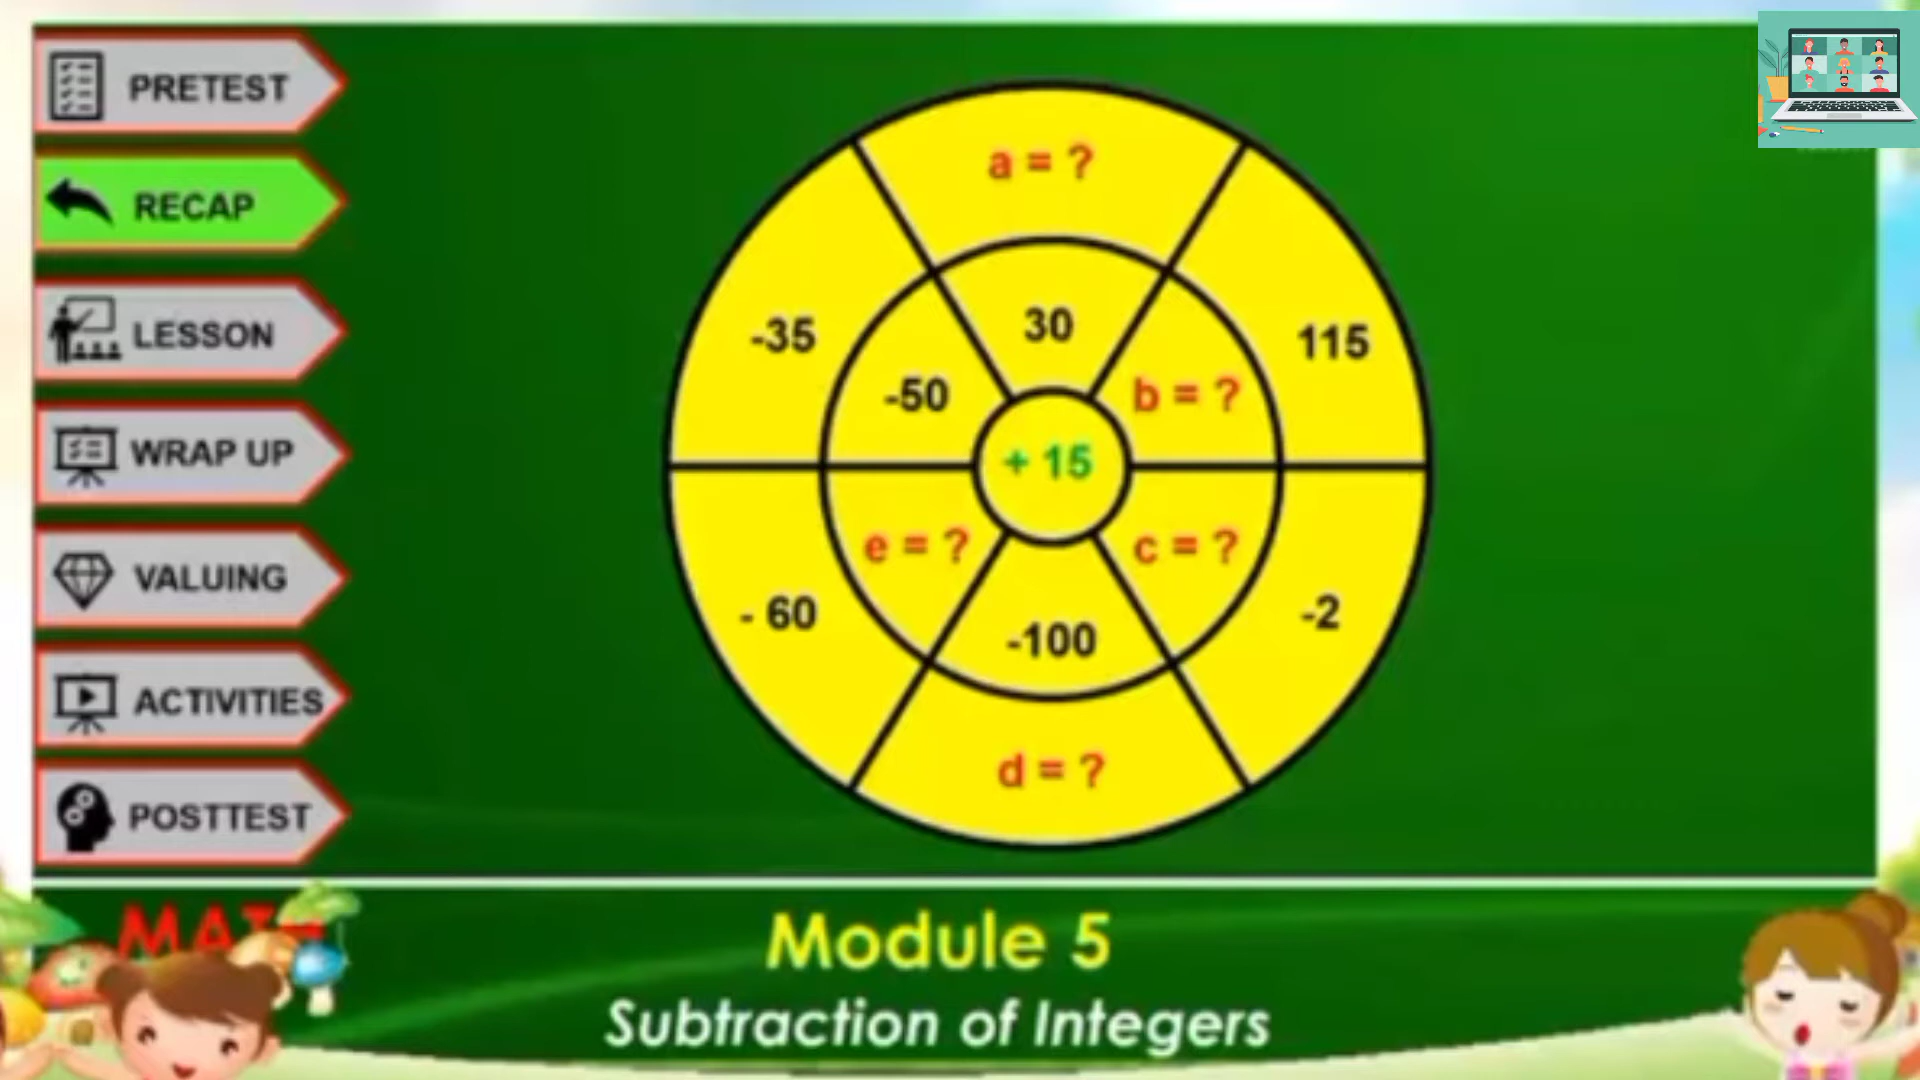 PRETEST
RECAP
LESSON
WRAP UP
VALUING
ACTIVITIES
POSTTEST
a = ?
-35
30
115
-50
b = ?
+ 15
e = ?
c = ?
- 60
-100
-2
d = ?
MATH
Module 5
Subtraction of Integers